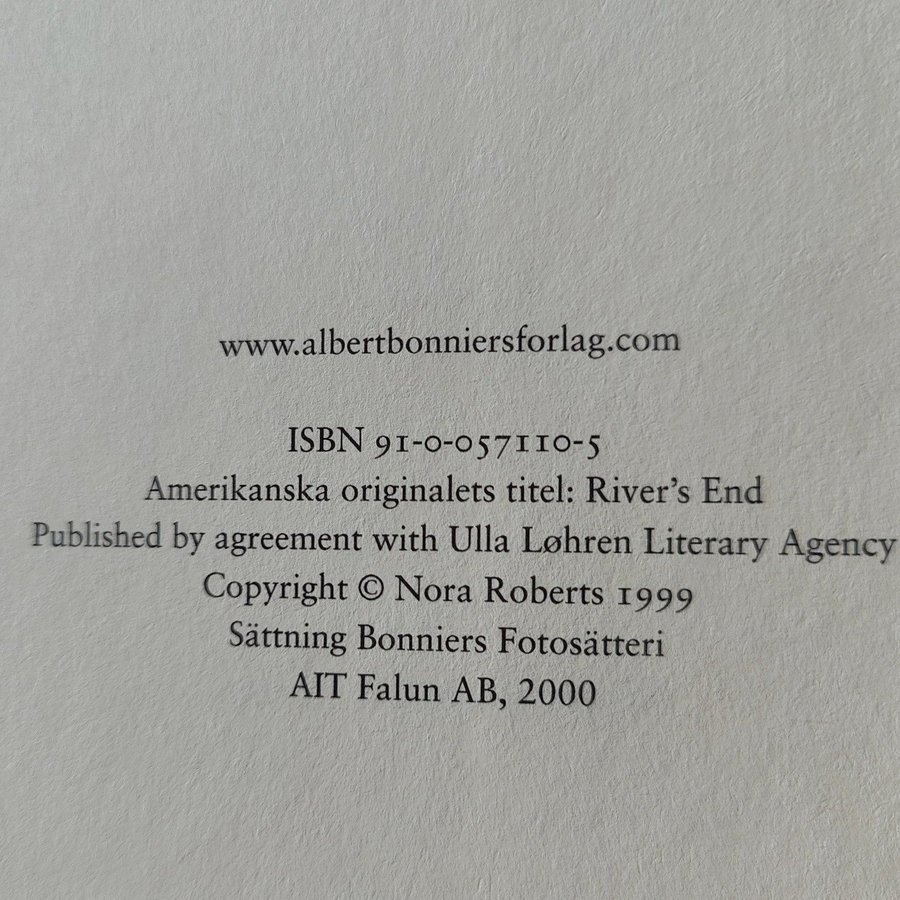 www.albertbonniersforlag.com
ISBN 91-0-057110-5
Amerikanska originalets titel: River's End
Published by agreement with Ulla Løhren Literary Agency
Copyright © Nora Roberts 1999
Sättning Bonniers Fotosätteri
AIT Falun AB, 2000